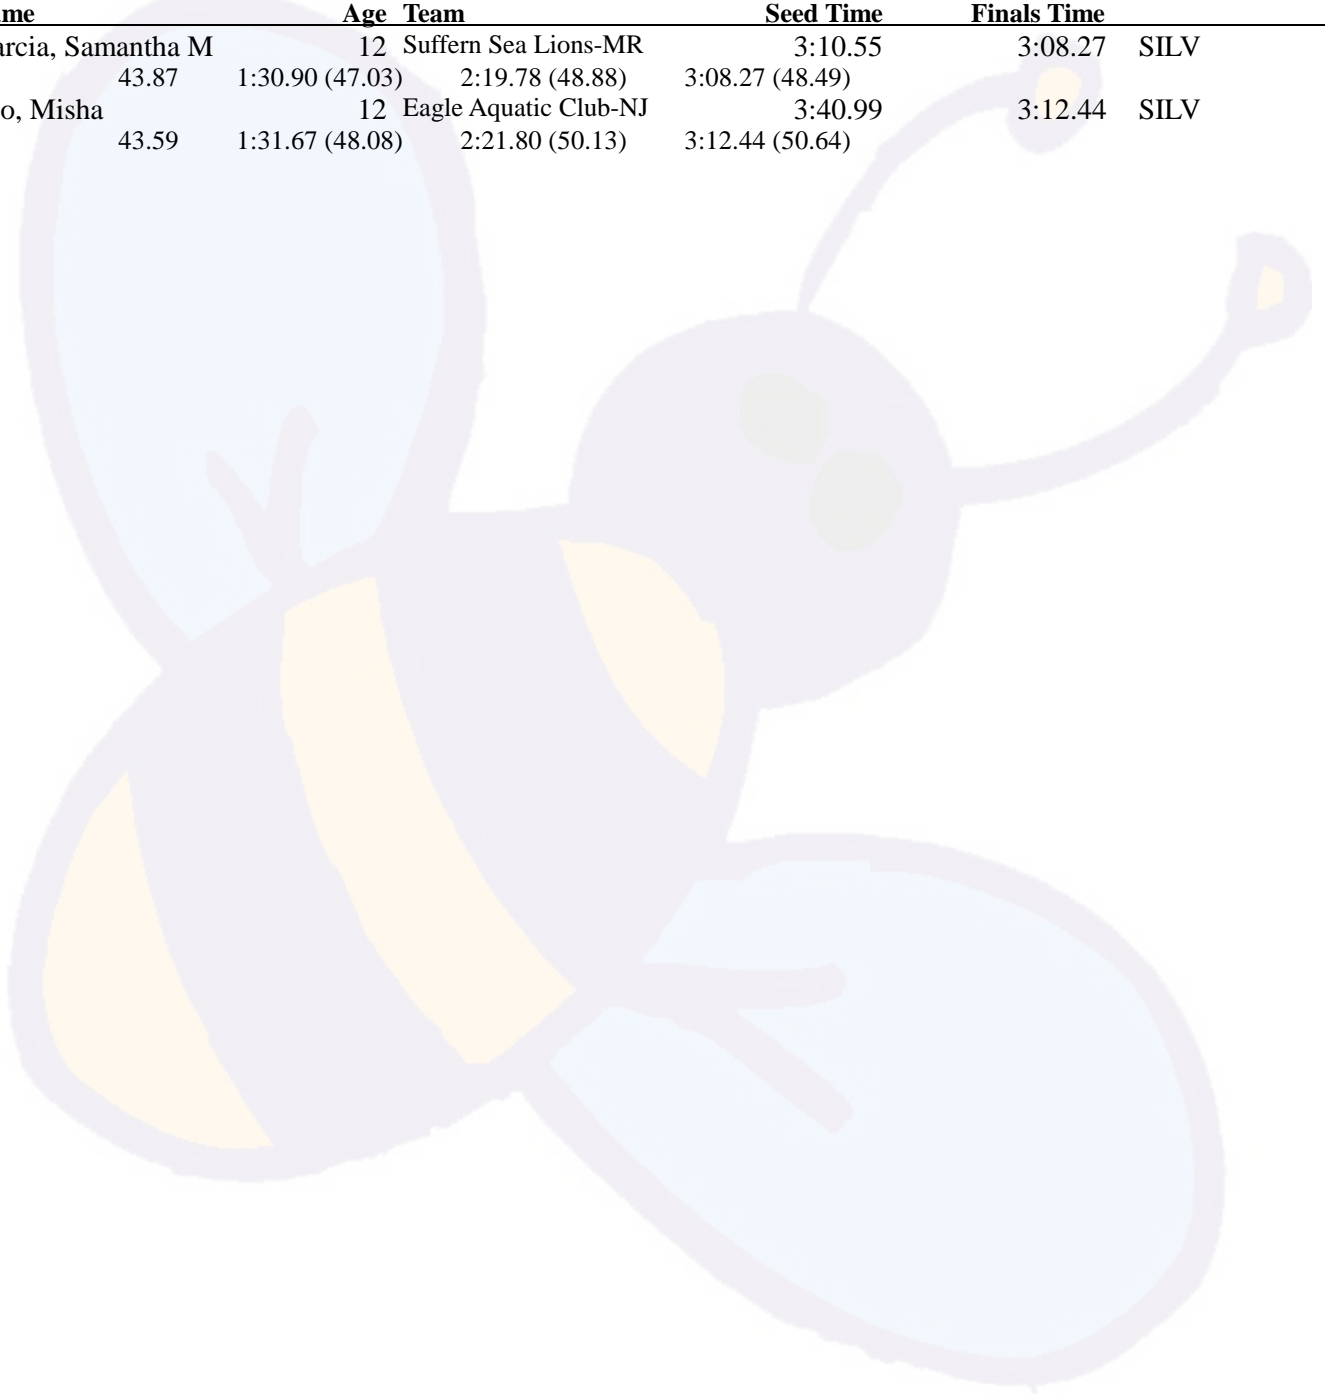 ame Age Team Seed Time Finals Time
arcia, Samantha M 12 Suffern Sea Lions-MR 3:10.55 3:08.27 SILV
43.87 1:30.90 (47.03) 2:19.78 (48.88) 3:08.27 (48.49)
o, Misha 12 Eagle Aquatic Club-NJ 3:40.99 3:12.44 SILV
43.59 1:31.67 (48.08) 2:21.80 (50.13) 3:12.44 (50.64)